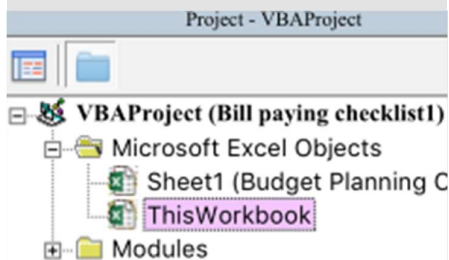 Project - VBAProject
VBAProject (Bill paying checklist1)
Microsoft Excel Objects
Sheet1 (Budget Planning C
ThisWorkbook
Modules